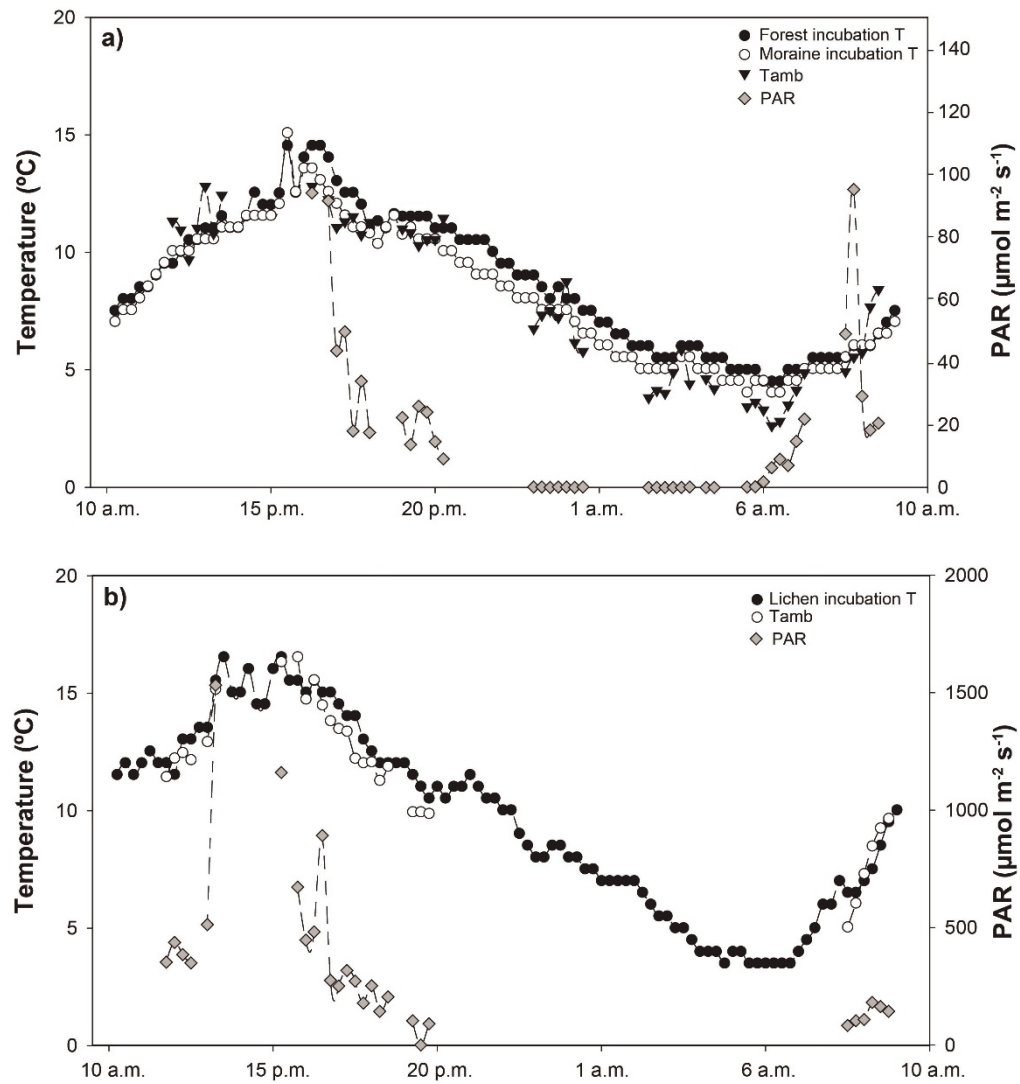 a)
Forest incubation T
Moraine incubation T
Tamb
PAR
Temperature (ºC)
20
15
10
5
0
PAR (µmol m-2 s-1)
140
120
100
80
60
40
20
0
10 a.m. 15 p.m. 20 p.m. 1 a.m. 6 a.m. 10 a.m.
b)
Lichen incubation T
Tamb
PAR
Temperature (ºC)
20
15
10
5
0
PAR (µmol m-2 s-1)
2000
1500
1000
500
0
10 a.m. 15 p.m. 20 p.m. 1 a.m. 6 a.m. 10 a.m.